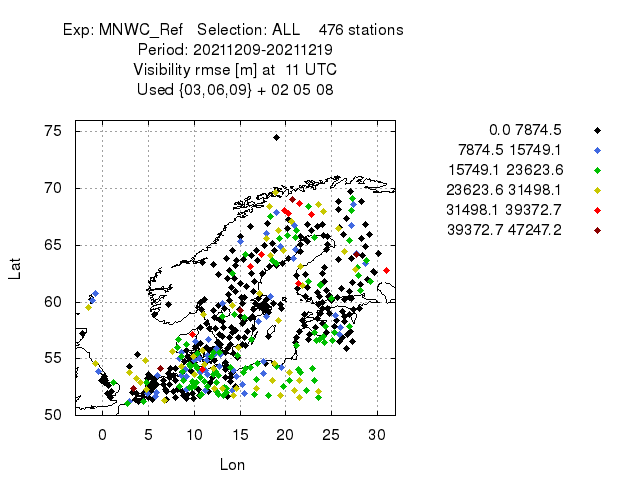 Exp: MNWC_Ref   Selection: ALL    476 stations
Period: 20211209-20211219
Visibility rmse [m] at  11 UTC
Used {03,06,09} + 02 05 08
0.0 7874.5
7874.5 15749.1
15749.1 23623.6
23623.6 31498.1
31498.1 39372.7
39372.7 47247.2
75
70
65
60
55
50
Lat
0 5 10 15 20 25 30
Lon